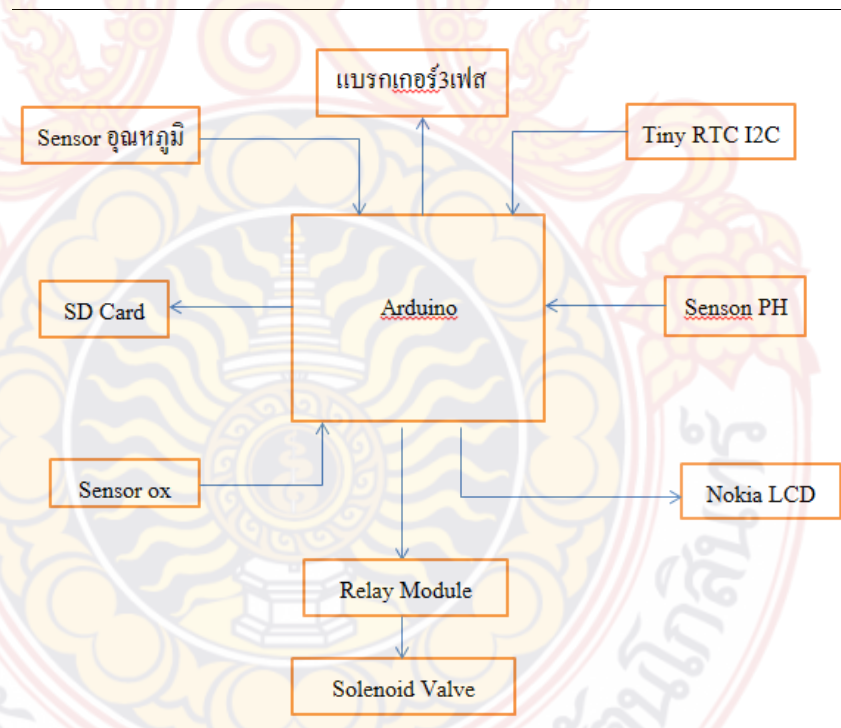 แบรกเกอร์3เฟส
Sensor อุณหภูมิ
Tiny RTC I2C
SD Card
Arduino
Senson PH
Sensor ox
Nokia LCD
Relay Module
Solenoid Valve